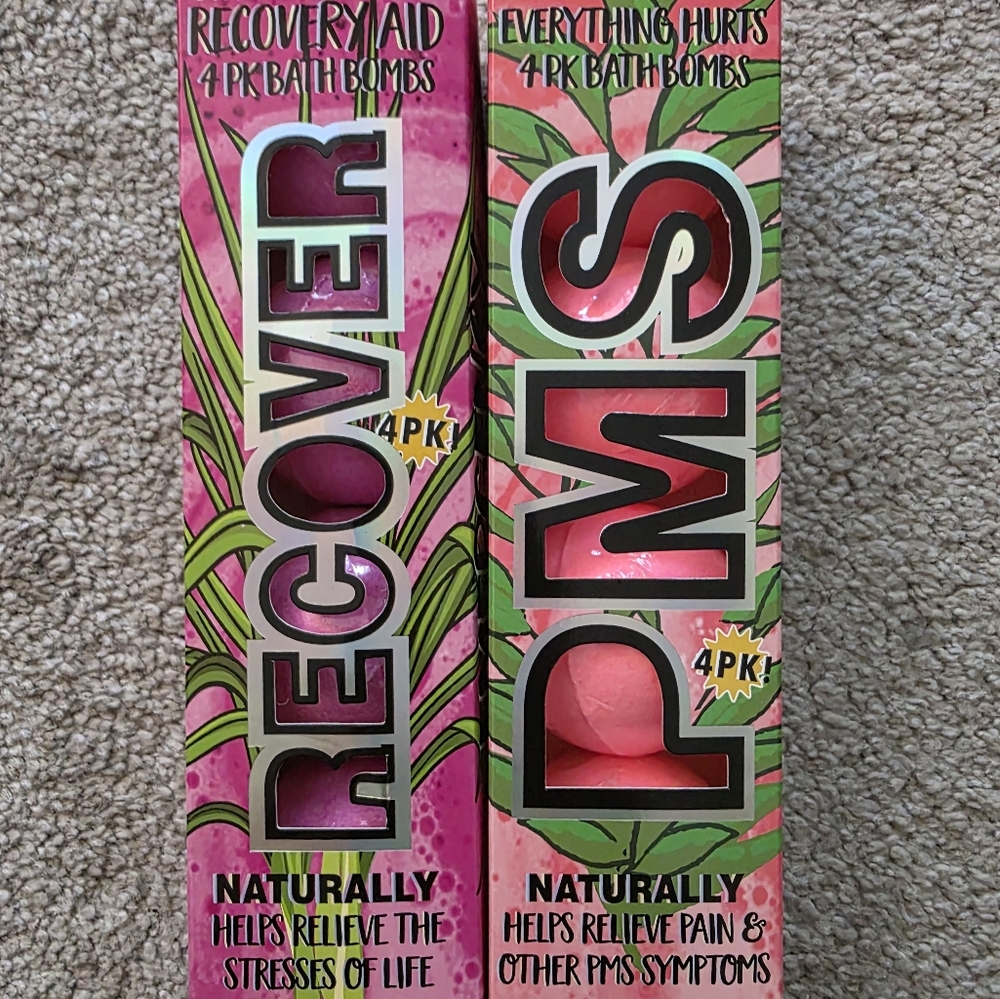 RECOVERY AID
4 PK BATH BOMBS
RECOVER
4PK!
NATURALLY
HELPS RELIEVE THE
STRESSES OF LIFE
EVERYTHING HURTS
4 PK BATH BOMBS
PMS
4PK!
NATURALLY
HELPS RELIEVE PAIN &
OTHER PMS SYMPTOMS